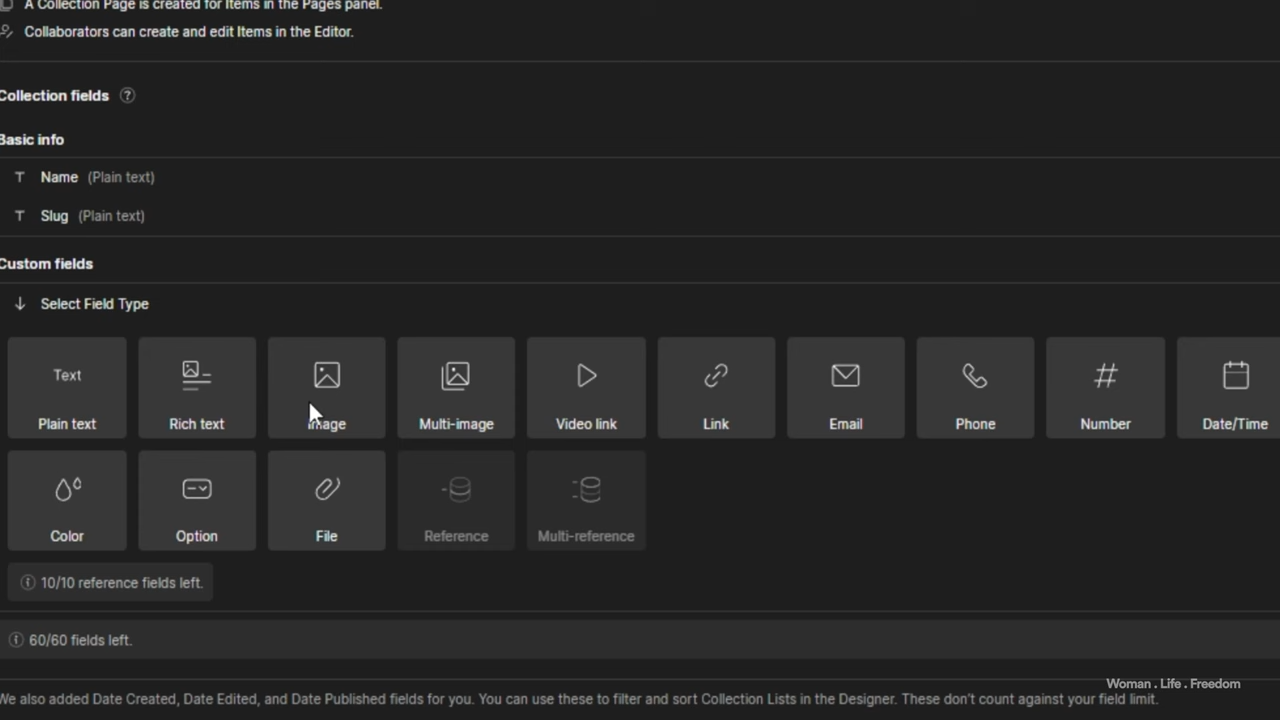 A Collection Page is created for Items in the Pages panel.
Collaborators can create and edit Items in the Editor.
Collection fields ?
Basic info
T Name (Plain text)
T Slug (Plain text)
Custom fields
Select Field Type
Text
Plain text Rich text Image Multi-image Video link Link Email Phone Number Date/Time
Color Option File Reference Multi-reference
10/10 reference fields left.
60/60 fields left.
We also added Date Created, Date Edited, and Date Published fields for you. You can use these to filter and sort Collection Lists in the Designer. These don't count against your field limit.
Woman . Life . Freedom